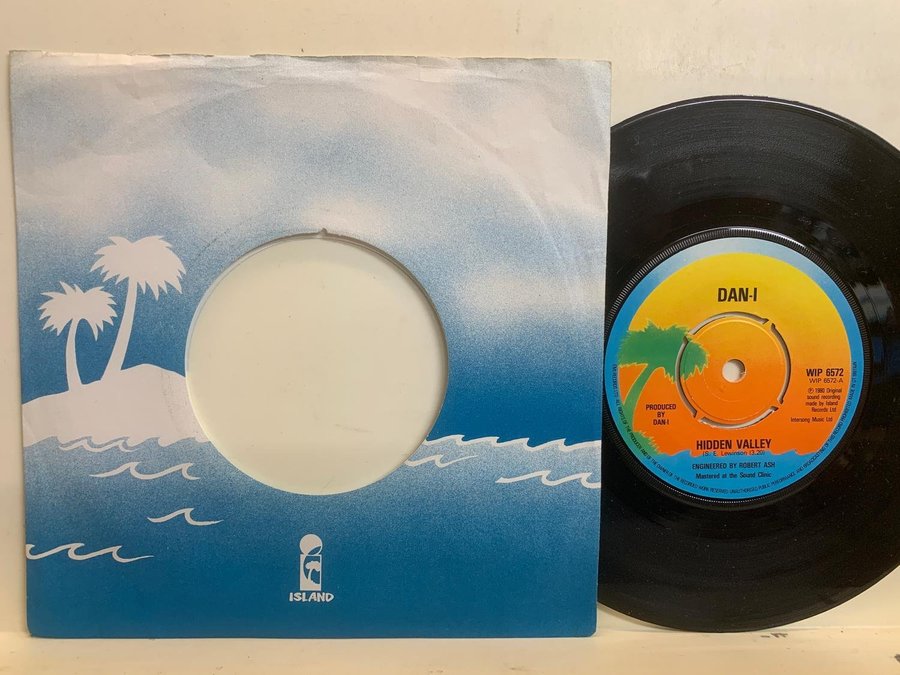 ISLAND
DAN-I
WIP 6572
WIP 6572-A
℗ 1980 Original
sound recording
made by Island
Records Ltd
Intersong Music Ltd
PRODUCED
BY
DAN-I
HIDDEN VALLEY
(S. E. Lewinson (3.20)
ENGINEERED BY ROBERT ASH
Mastered at the Sound Clinic